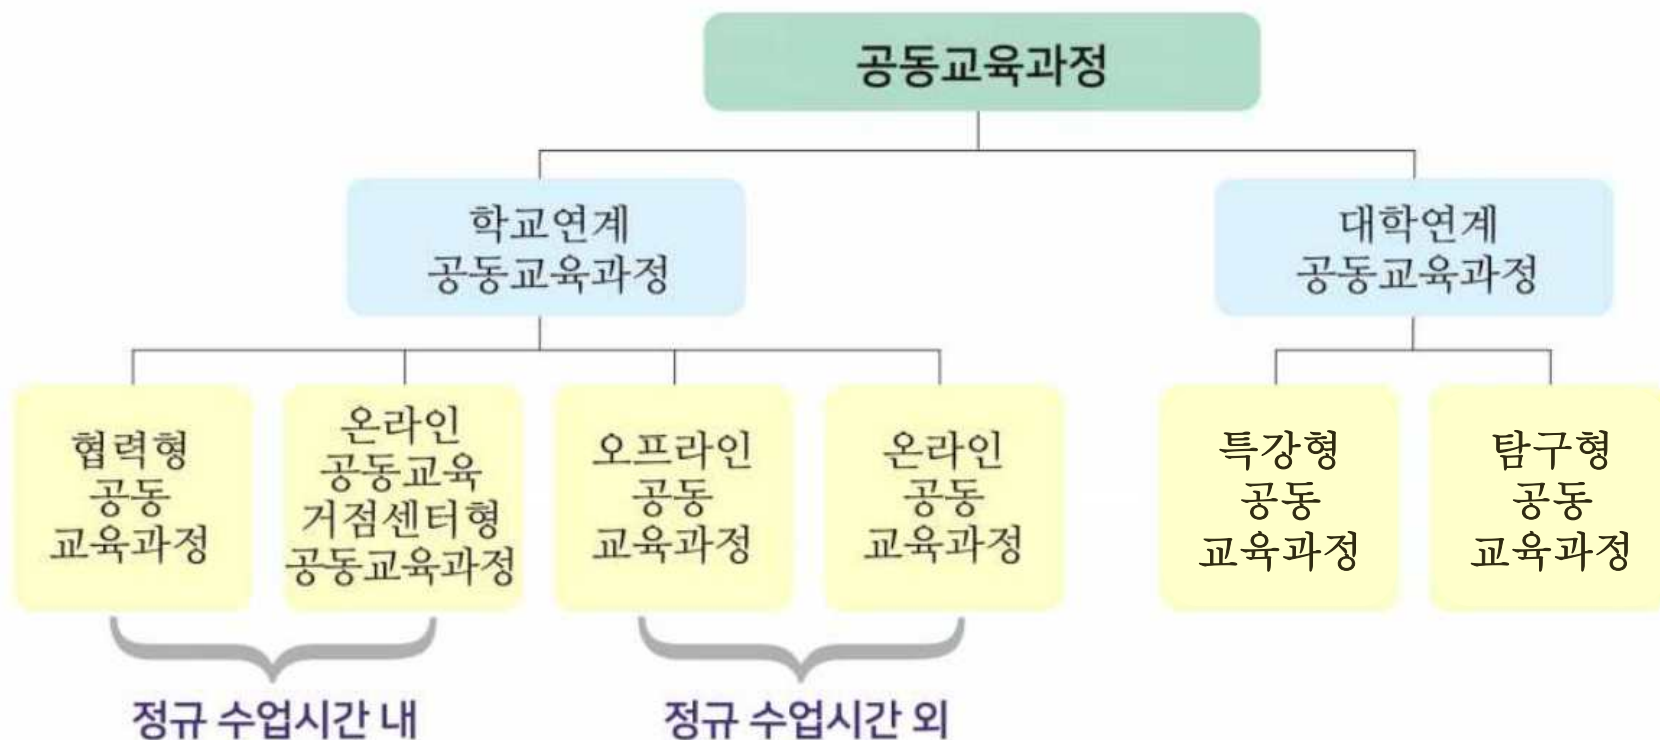 공동교육과정
학교연계
공동교육과정
대학연계
공동교육과정
협력형
공동
교육과정
온라인
공동교육
거점센터형
공동교육과정
오프라인
공동
교육과정
온라인
공동
교육과정
특강형
공동
교육과정
탐구형
공동
교육과정
정규 수업시간 내
정규 수업시간 외